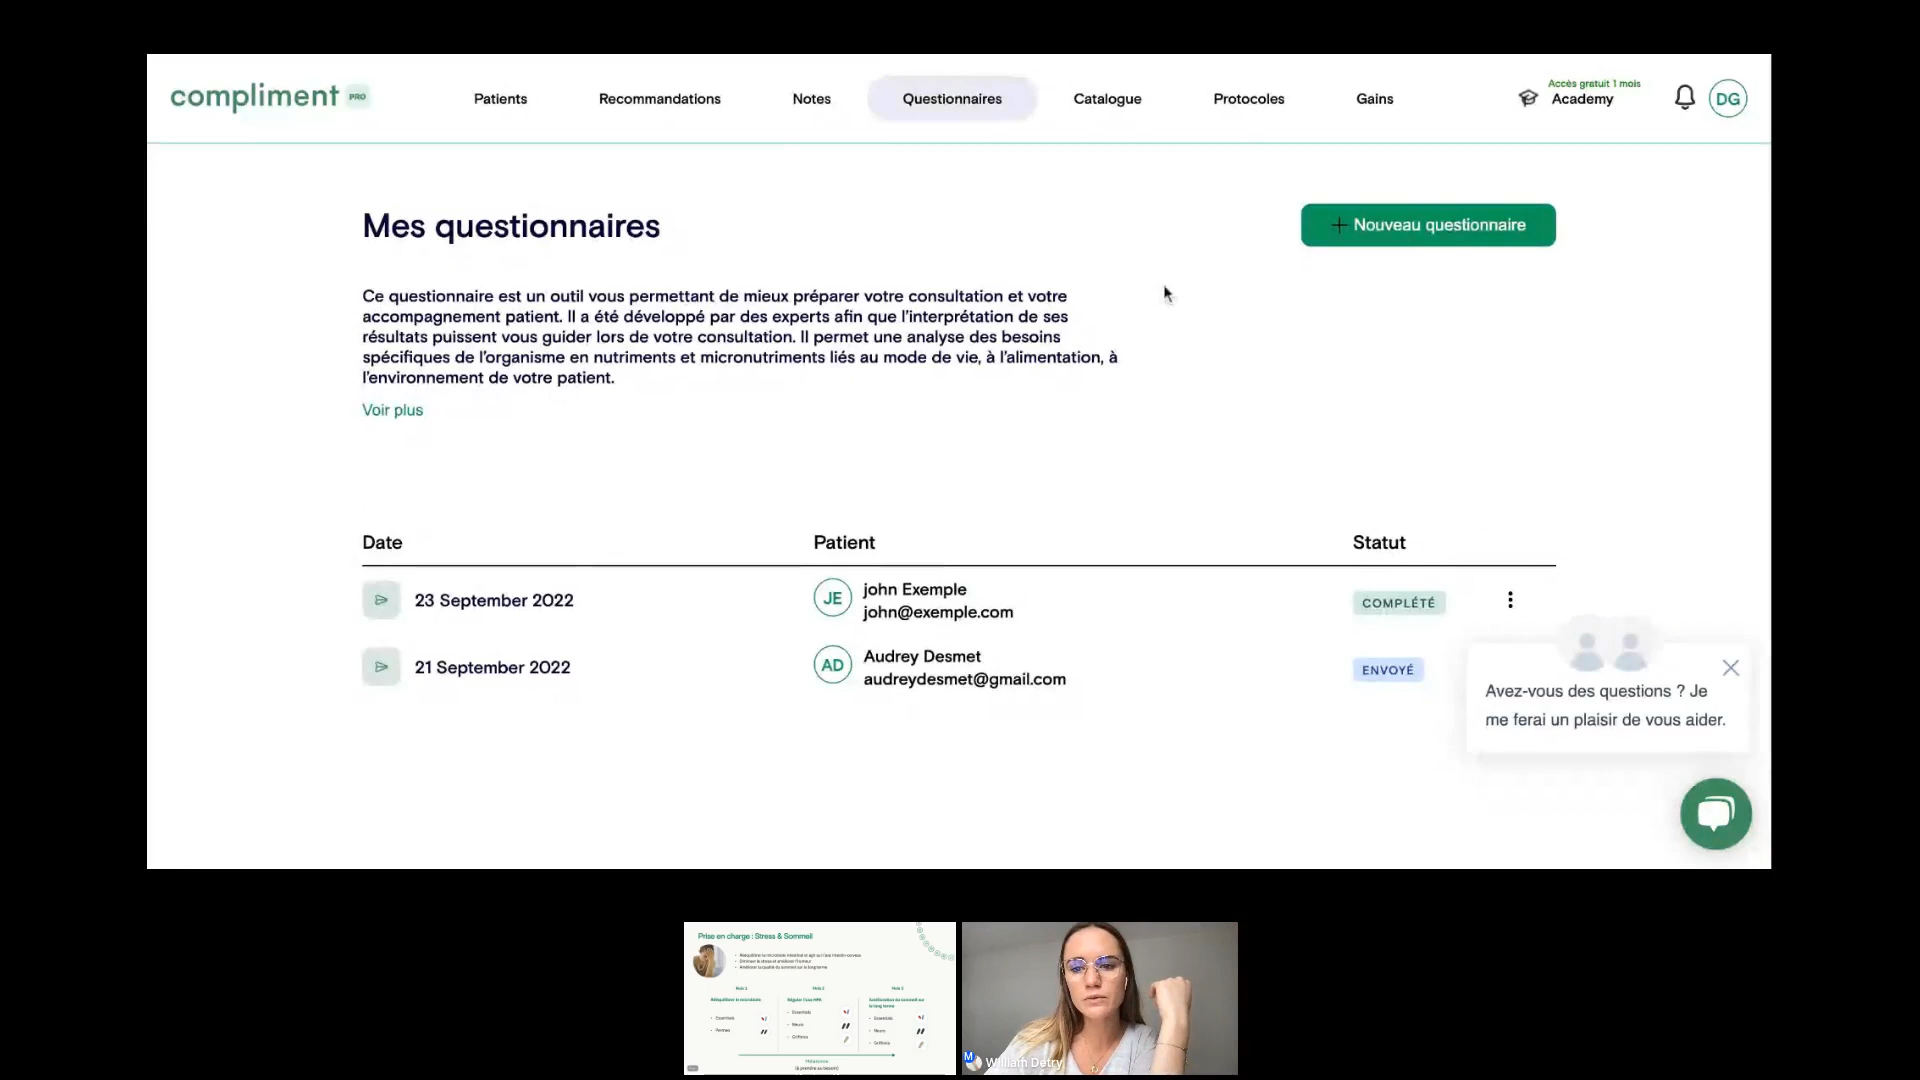 compliment PRO
Patients
Recommandations
Notes
Questionnaires
Catalogue
Protocoles
Gains
Accès gratuit 1 mois
Academy
DG
Mes questionnaires
Nouveau questionnaire
Ce questionnaire est un outil vous permettant de mieux préparer votre consultation et votre
accompagnement patient. Il a été développé par des experts afin que l'interprétation de ses
résultats puissent vous guider lors de votre consultation. Il permet une analyse des besoins
spécifiques de l'organisme en nutriments et micronutriments liés au mode de vie, à l'alimentation, à
l'environnement de votre patient.
Voir plus
Date
Patient
Statut
23 September 2022
JE
john Exemple
john@exemple.com
COMPLÉTÉ
21 September 2022
AD
Audrey Desmet
audreydesmet@gmail.com
ENVOYÉ
Avez-vous des questions ? Je
me ferai un plaisir de vous aider.
Prise en charge : Stress & Sommeil
Mois 1
Essentials
Essentials
Essentials
M
William Detry